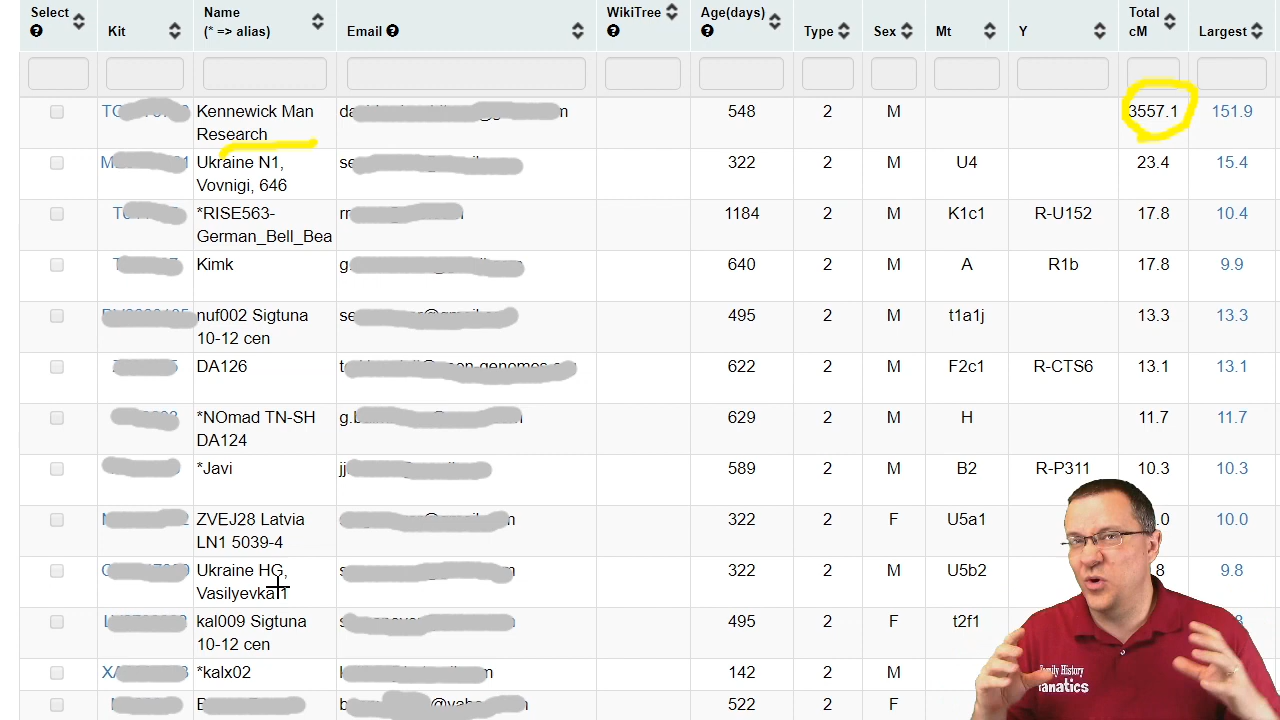 Select
Kit
Name
(* => alias)
Email
WikiTree
Age(days)
Type
Sex
Mt
Y
Total
cM
Largest
Kennewick Man
Research
548 2 M 3557.1 151.9
Ukraine N1,
Vovnigi, 646
322 2 M U4 23.4 15.4
*RISE563-
German_Bell_Bea
1184 2 M K1c1 R-U152 17.8 10.4
Kimk
640 2 M A R1b 17.8 9.9
nuf002 Sigtuna
10-12 cen
495 2 M t1a1j 13.3 13.3
DA126
622 2 M F2c1 R-CTS6 13.1 13.1
*NOmad TN-SH
DA124
629 2 M H 11.7 11.7
*Javi
589 2 M B2 R-P311 10.3 10.3
ZVEJ28 Latvia
LN1 5039-4
322 2 F U5a1 10.0
Ukraine HG,
322 2 M U5b2 9.8
kal009 Sigtuna
10-12 cen
495 2 F t2f1
*kalx02
142 2 M
522 2 F
Family History
Fanatics